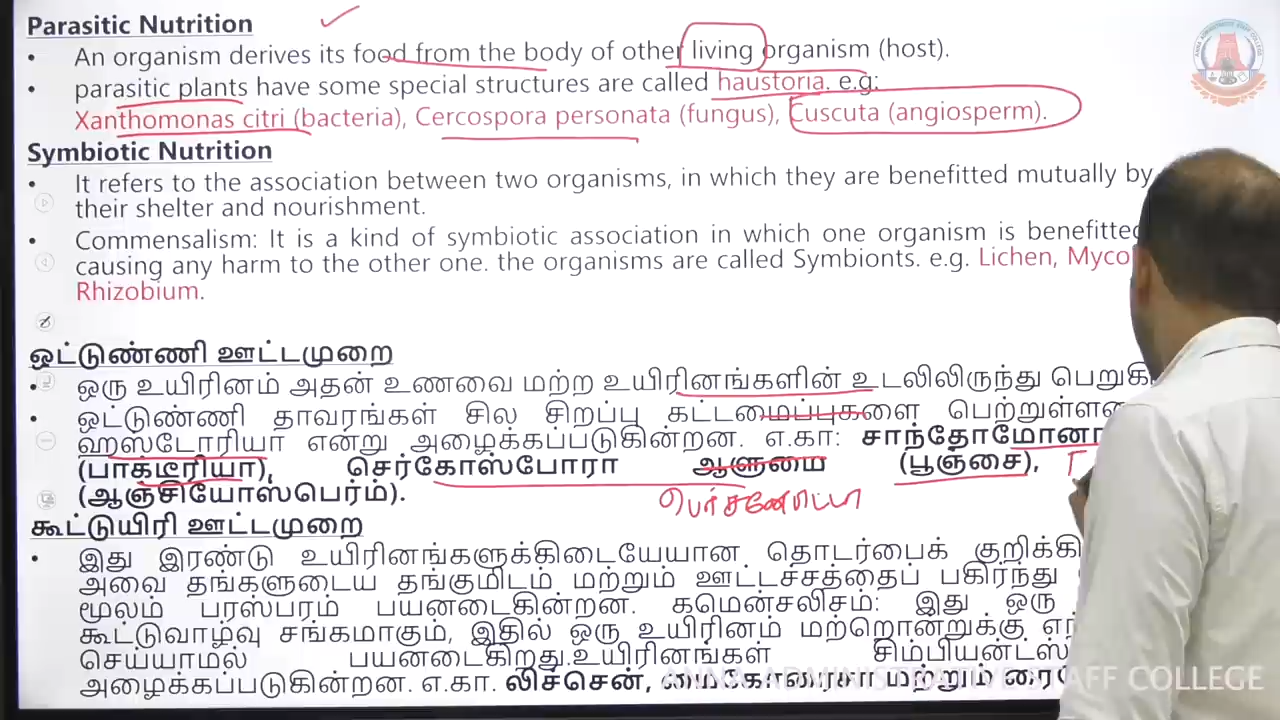 Parasitic Nutrition
• An organism derives its food from the body of other living organism (host).
• parasitic plants have some special structures are called haustoria. e.g:
Xanthomonas citri (bacteria), Cercospora personata (fungus), Cuscuta (angiosperm).
Symbiotic Nutrition
• It refers to the association between two organisms, in which they are benefitted mutually by
their shelter and nourishment.
• Commensalism: It is a kind of symbiotic association in which one organism is benefitted
causing any harm to the other one. the organisms are called Symbionts. e.g. Lichen, Myco
Rhizobium.
ஒட்டுண்ணி ஊட்டமுறை
• ஒரு உயிரினம் அதன் உணவை மற்ற உயிரினங்களின் உடலிலிருந்து பெறுகி
• ஒட்டுண்ணி தாவரங்கள் சில சிறப்பு கட்டமைப்புகளை பெற்றுள்ளன
ஹஸ்டோரியா என்று அழைக்கப்படுகின்றன. எ.கா: சாந்தோமோனா
(பாக்டீரியா), செர்கோஸ்போரா ஆளுமை (பூஞ்சை),
பெர்சனேட்டா
(ஆஞ்சியோஸ்பெர்ம்).
கூட்டுயிரி ஊட்டமுறை
• இது இரண்டு உயிரினங்களுக்கிடையேயான தொடர்பைக் குறிக்கி
அவை தங்களுடைய தங்குமிடம் மற்றும் ஊட்டச்சத்தைப் பகிர்ந்து
மூலம் பரஸ்பரம் பயனடைகின்றன. கமென்சலிசம்: இது ஒரு
கூட்டுவாழ்வு சங்கமாகும், இதில் ஒரு உயிரினம் மற்றொன்றுக்கு எந்
செய்யாமல் பயனடைகிறது.உயிரினங்கள் சிம்பியன்ட்ஸ்
அழைக்கப்படுகின்றன. எ.கா. லிச்சென், மைகோரைசா மற்றும் ரை

ANNA ADMINISTRATIVE STAFF COLLEGE